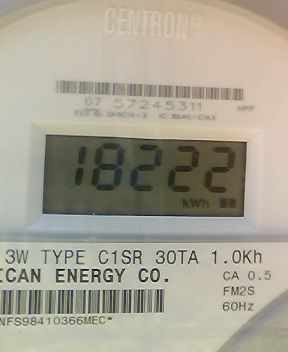 CENTRON®
07 57245311
18222
kWh
3W TYPE C1SR 30TA 1.0Kh
ICAN ENERGY CO. CA 0.5
FM2S
NFS98410366MEC* 60Hz